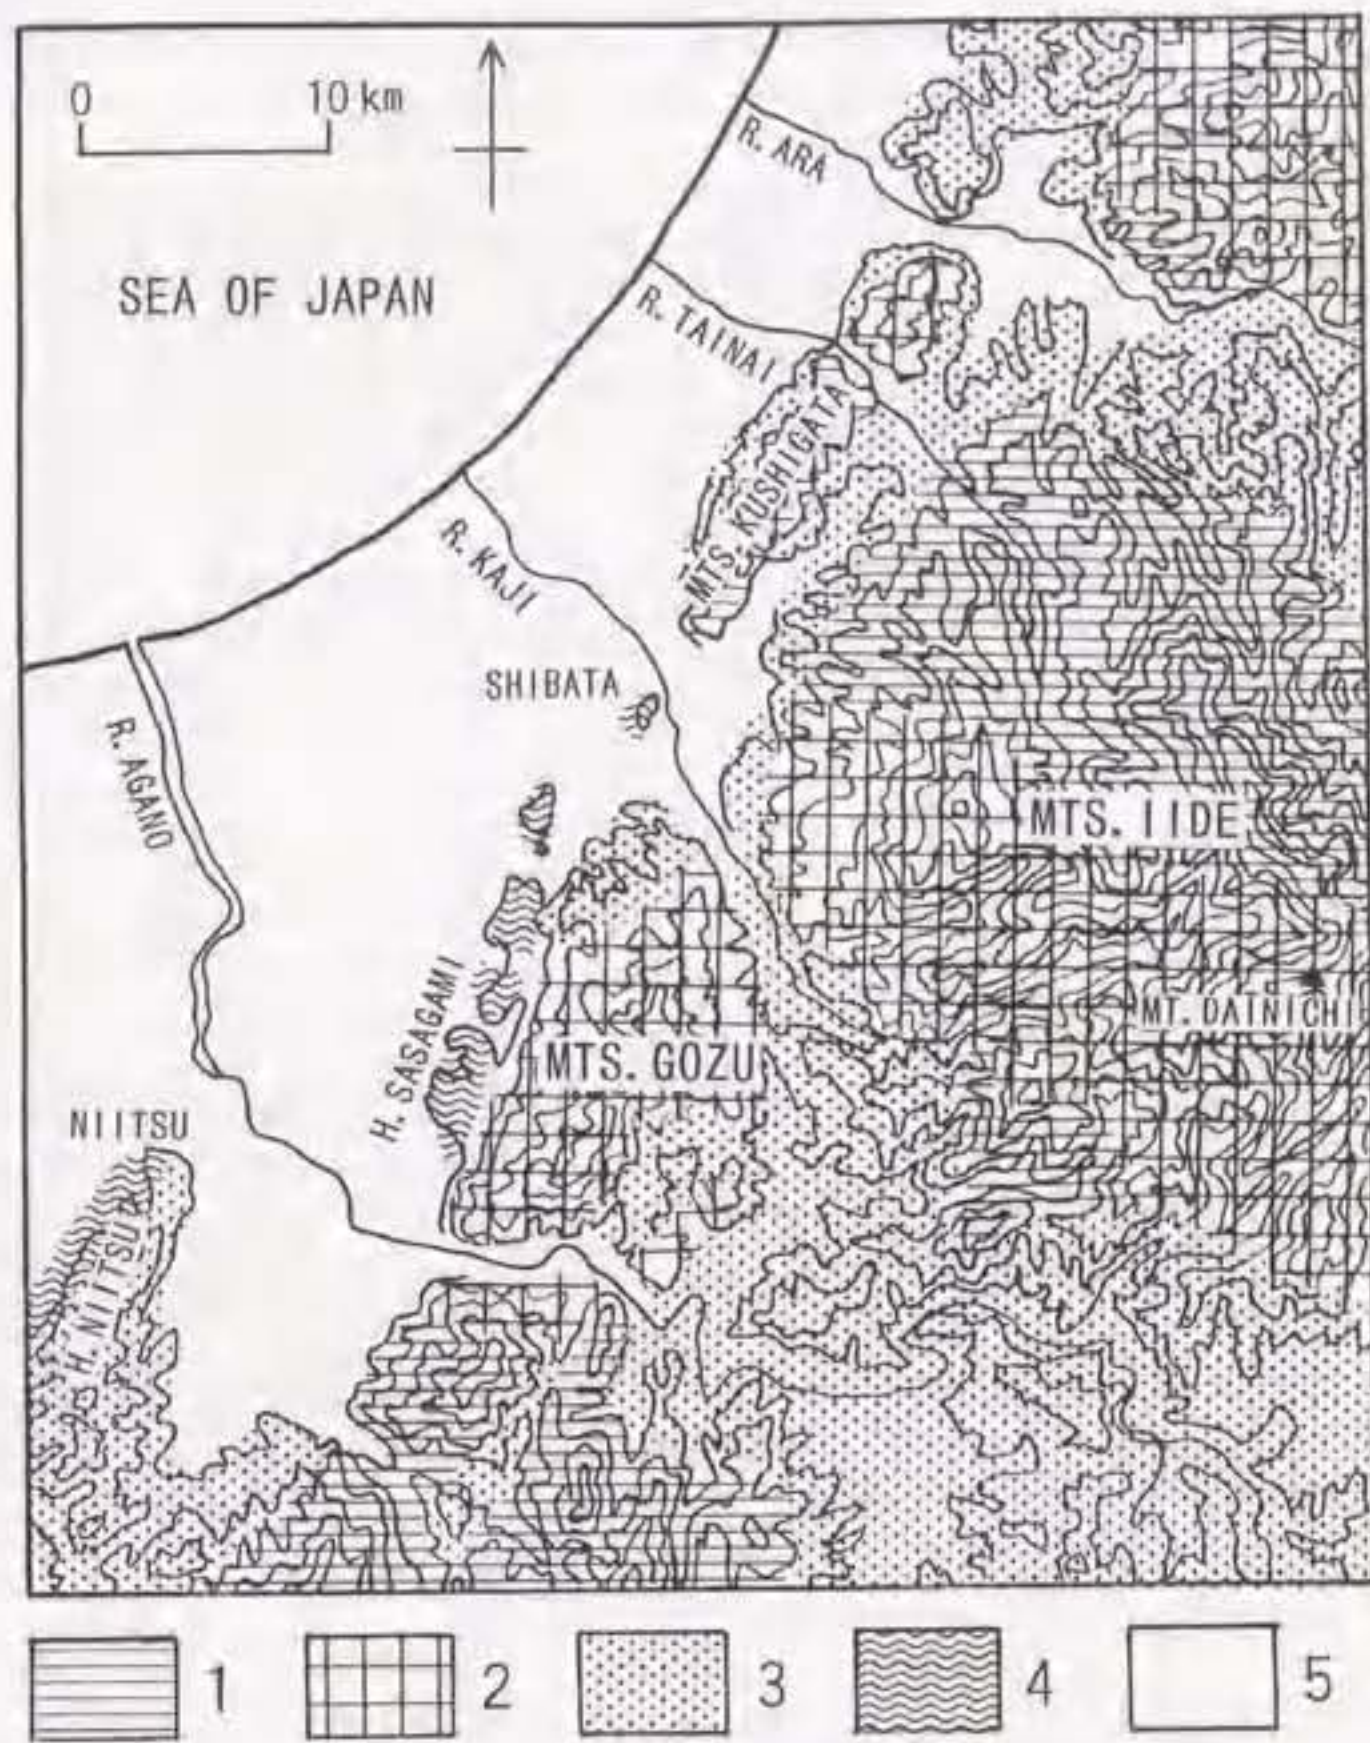 0 10 km
R. ARA
SEA OF JAPAN
R. TAINAI
MTS. KUSHIGATA
R. KAJI
SHIBATA
R. AGANO
MTS. IIDE
H. SASAGAMI
MT. DAINICHI
MTS. GOZU
NIITSU
H. NIITSU
1 2 3 4 5